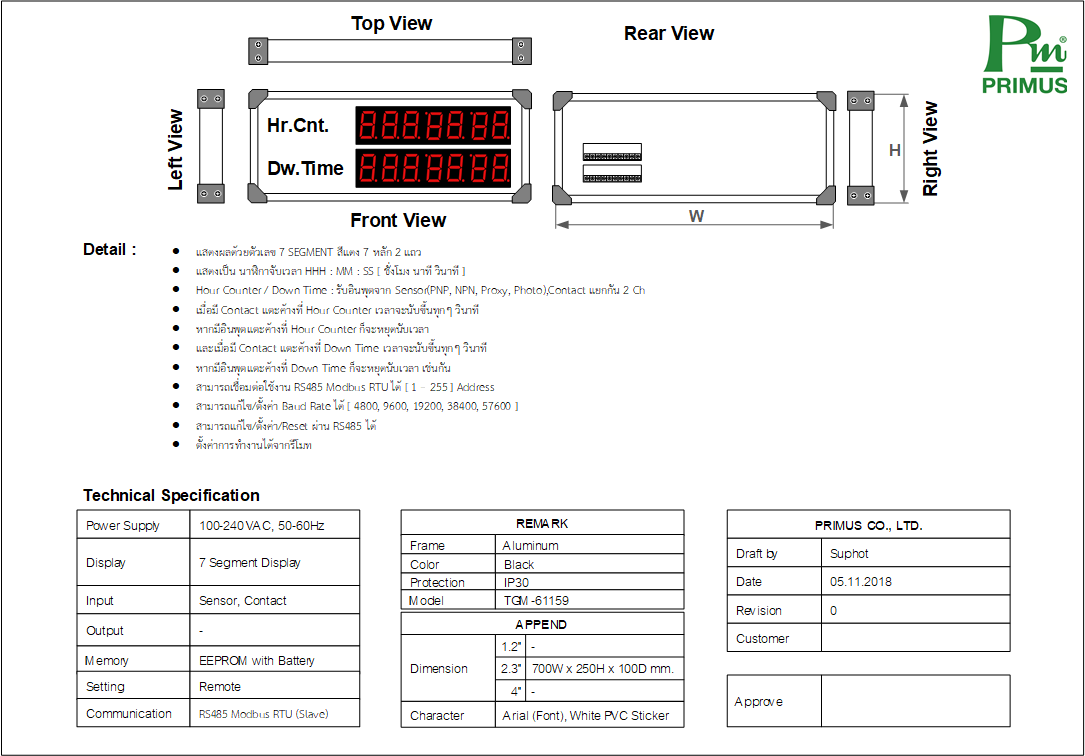 Top View
Rear View
Pm®
PRIMUS
Left View
Hr.Cnt.
8.8.8.8.8.8.8.
Dw.Time
8.8.8.8.8.8.8.
Front View
H
W
Right View
Detail :
• แสดงผลด้วยตัวเลข 7 SEGMENT สีแดง 7 หลัก 2 แถว
• แสดงเป็น นาฬิกาจับเวลา HHH : MM : SS [ ชั่งโมง นาที วินาที ]
• Hour Counter / Down Time : รับอินพุตจาก Sensor(PNP, NPN, Proxy, Photo),Contact แยกกัน 2 Ch
• เมื่อมี Contact แตะค้างที่ Hour Counter เวลาจะนับขึ้นทุกๆ วินาที
• หากมีอินพุตแตะค้างที่ Hour Counter ก็จะหยุดนับเวลา
• และเมื่อมี Contact แตะค้างที่ Down Time เวลาจะนับขึ้นทุกๆ วินาที
• หากมีอินพุตแตะค้างที่ Down Time ก็จะหยุดนับเวลา เช่นกัน
• สามารถเชื่อมต่อใช้งาน RS485 Modbus RTU ได้ [ 1 - 255 ] Address
• สามารถแก้ไข/ตั้งค่า Baud Rate ได้ [ 4800, 9600, 19200, 38400, 57600 ]
• สามารถแก้ไข/ตั้งค่า/Reset ผ่าน RS485 ได้
• ตั้งค่าการทำงานได้จากรีโมท
Technical Specification
Power Supply 100-240VAC, 50-60Hz
Display 7 Segment Display
Input Sensor, Contact
Output -
Memory EEPROM with Battery
Setting Remote
Communication RS485 Modbus RTU (Slave)
REMARK
Frame Aluminum
Color Black
Protection IP30
Model TGM-61159
APPEND
Dimension
1.2" -
2.3" 700W x 250H x 100D mm.
4" -
Character Arial (Font), White PVC Sticker
PRIMUS CO., LTD.
Draft by Suphot
Date 05.11.2018
Revision 0
Customer
Approve